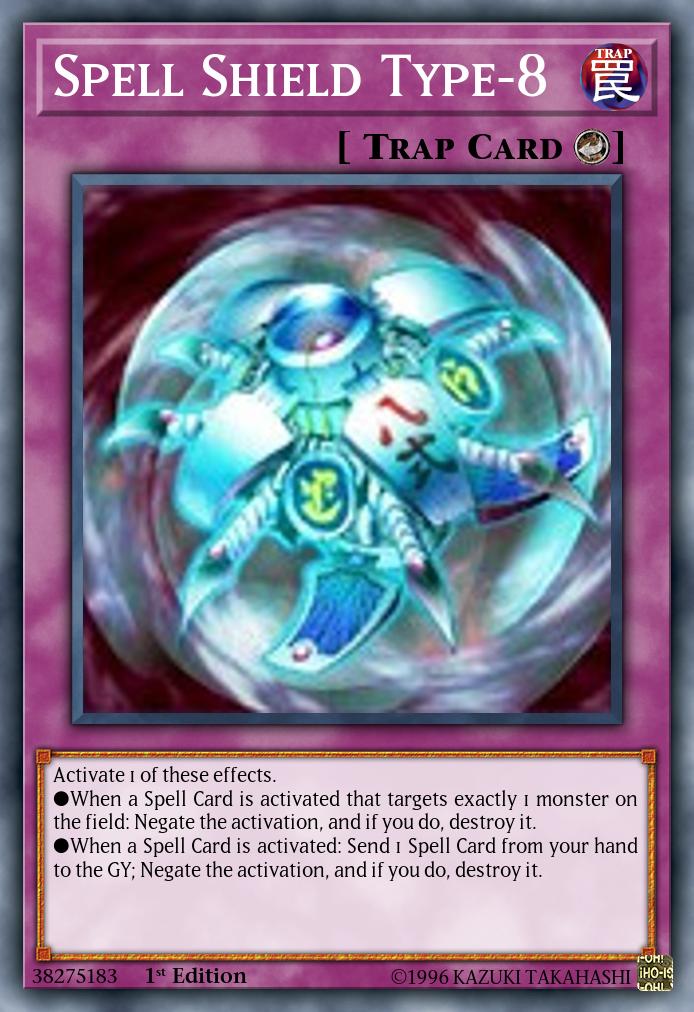 Spell Shield Type-8
TRAP
罠
[ Trap Card ]
Activate 1 of these effects.
●When a Spell Card is activated that targets exactly 1 monster on
the field: Negate the activation, and if you do, destroy it.
●When a Spell Card is activated: Send 1 Spell Card from your hand
to the GY; Negate the activation, and if you do, destroy it.
38275183 1st Edition ©1996 KAZUKI TAKAHASHI